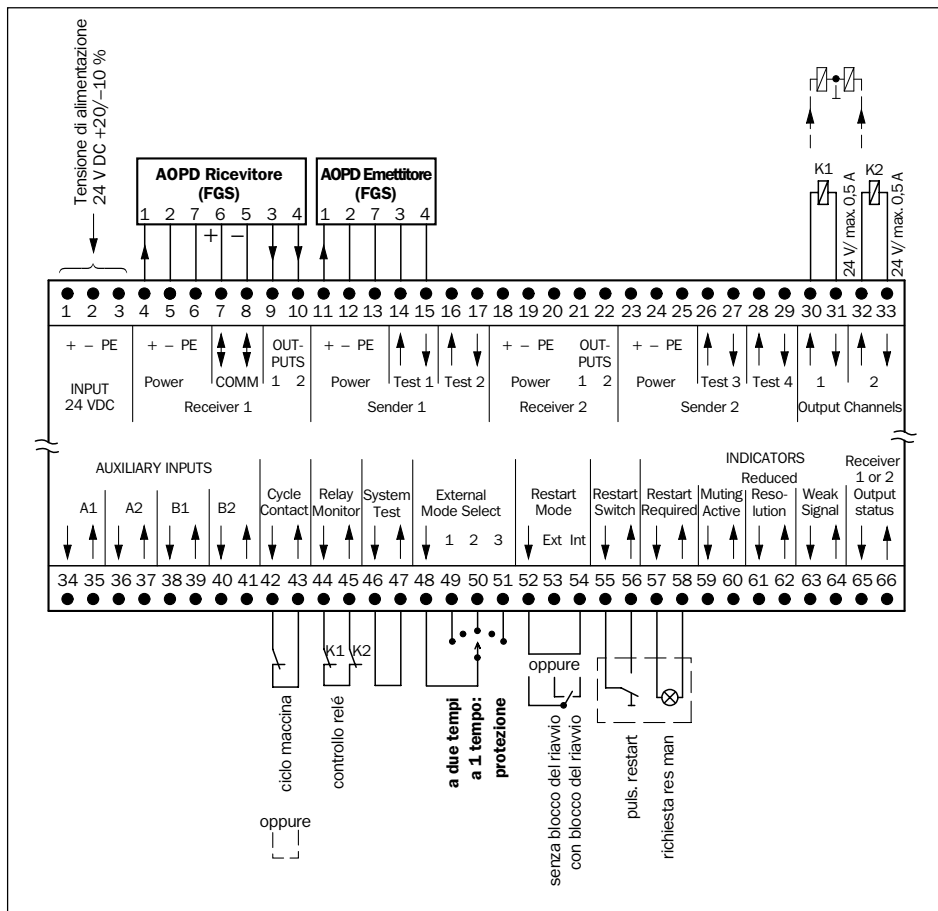 Tensione di alimentazione
24 V DC +20/−10 %
AOPD Ricevitore
(FGS)
1 2 7 6 5 3 4
+ −
AOPD Emettitore
(FGS)
1 2 7 3 4
K1
24 V/ max. 0,5 A
K2
24 V/ max. 0,5 A
1 2 3 4 5 6 7 8 9 10 11 12 13 14 15 16 17 18 19 20 21 22 23 24 25 26 27 28 29 30 31 32 33
+ − PE
INPUT
24 VDC
+ − PE
Power
COMM
OUT-
PUTS
1 2
Receiver 1
+ − PE
Power
Test 1
Test 2
Sender 1
+ − PE
Power
OUT-
PUTS
1 2
Receiver 2
+ − PE
Power
Test 3
Test 4
Sender 2
1 2
Output Channels
AUXILIARY INPUTS
A1
A2
B1
B2
Cycle
Contact
Relay
Monitor
System
Test
External
Mode Select
1 2 3
Restart
Mode
Ext Int
Restart
Switch
INDICATORS
Restart
Required
Muting
Active
Reduced
Reso-
lution
Weak
Signal
Receiver
1 or 2
Output
status
34 35 36 37 38 39 40 41 42 43 44 45 46 47 48 49 50 51 52 53 54 55 56 57 58 59 60 61 62 63 64 65 66
K1
K2
ciclo maccina
oppure
controllo relé
a due tempi
a 1 tempo:
protezione
oppure
senza blocco del riavvio
con blocco del riavvio
puls. restart
richiesta res man